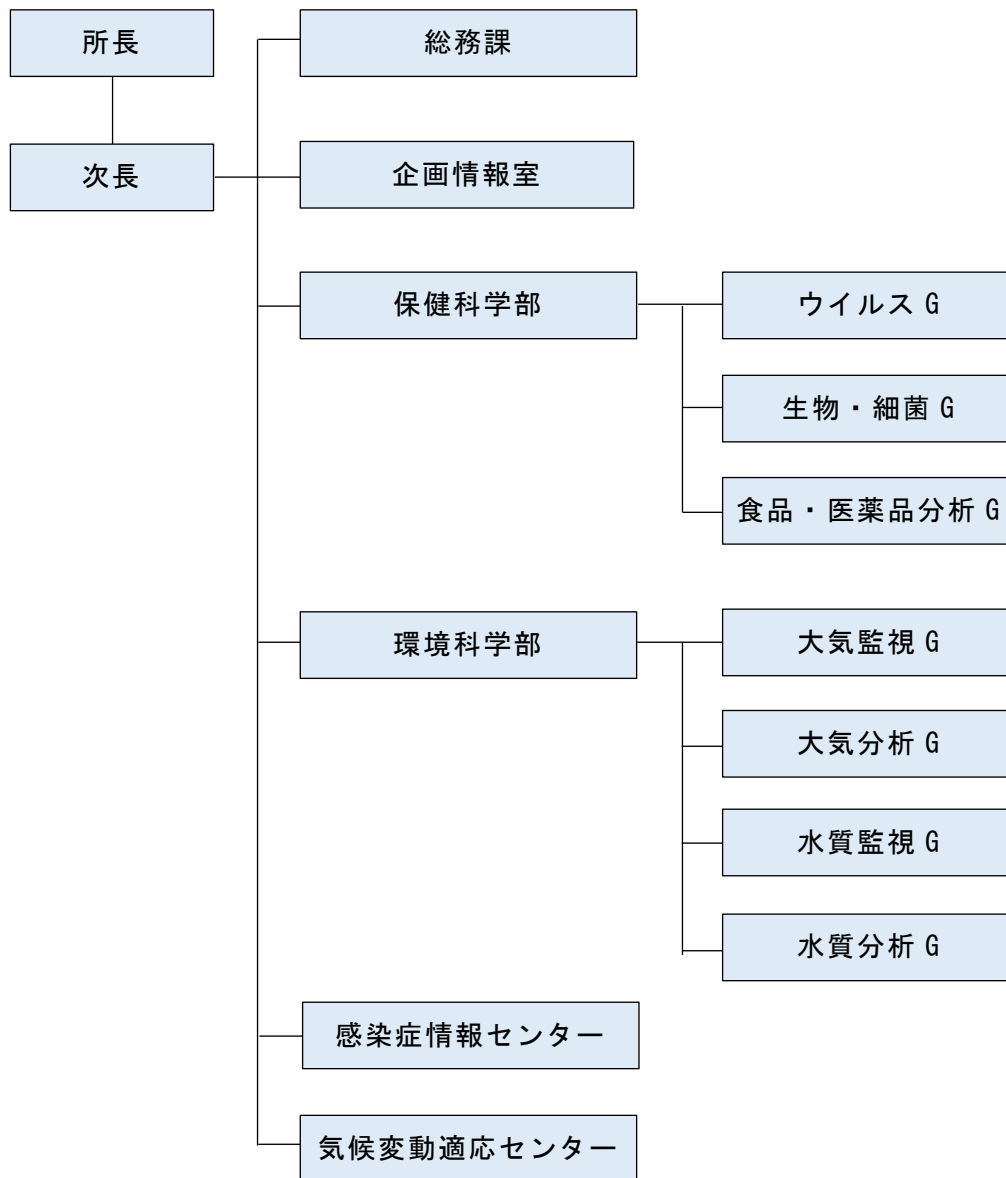 所長
次長
総務課
企画情報室
保健科学部
ウイルス G
生物・細菌 G
食品・医薬品分析 G
環境科学部
大気監視 G
大気分析 G
水質監視 G
水質分析 G
感染症情報センター
気候変動適応センター